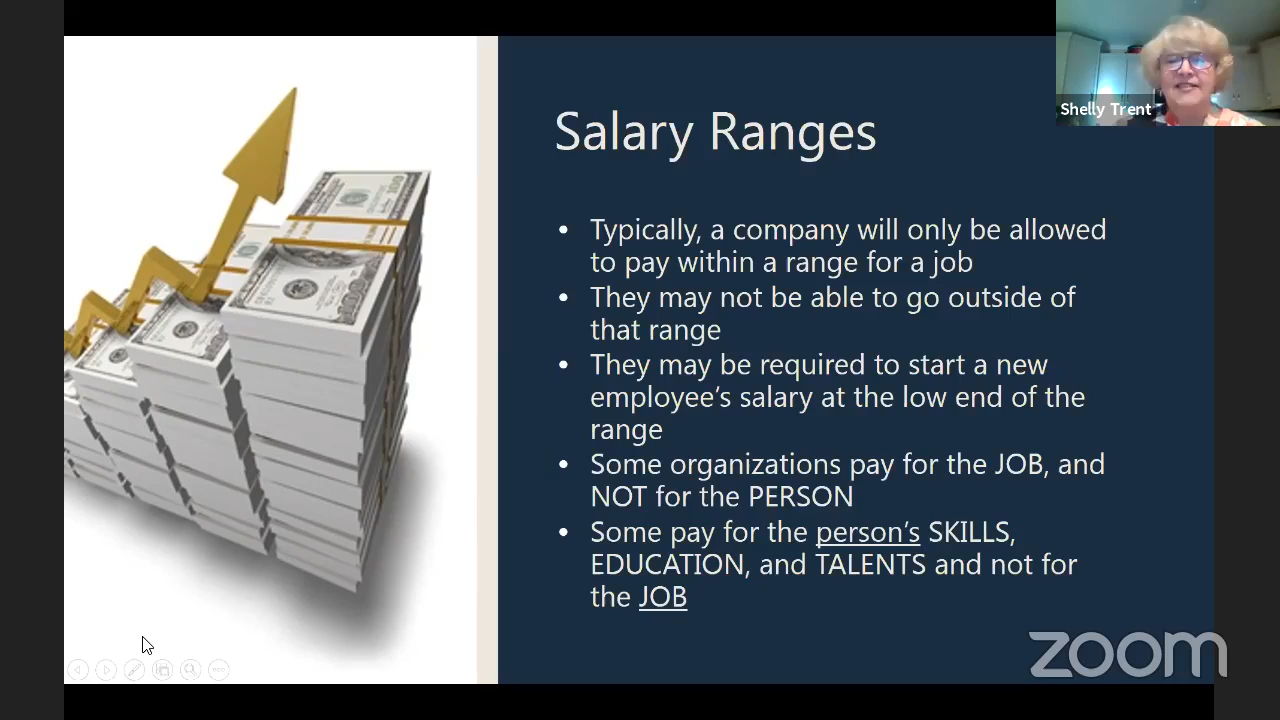 Shelly Trent
Salary Ranges
• Typically, a company will only be allowed
to pay within a range for a job
• They may not be able to go outside of
that range
• They may be required to start a new
employee's salary at the low end of the
range
• Some organizations pay for the JOB, and
NOT for the PERSON
• Some pay for the person's SKILLS,
EDUCATION, and TALENTS and not for
the JOB
zoom
100